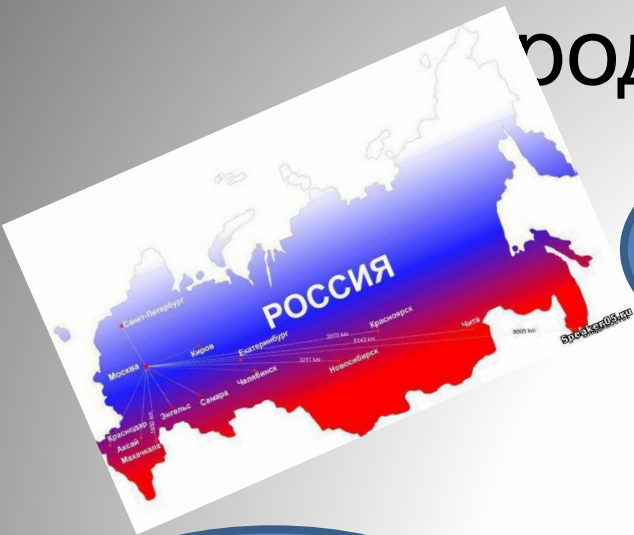 род
РОССИЯ
Санкт-Петербург
Москва
Киров
Екатеринбург
Красноярск
Чита
Челябинск
Новосибирск
Самара
Энгельс
Краснодар
Аксай
Махачкала
Speaker05.ru